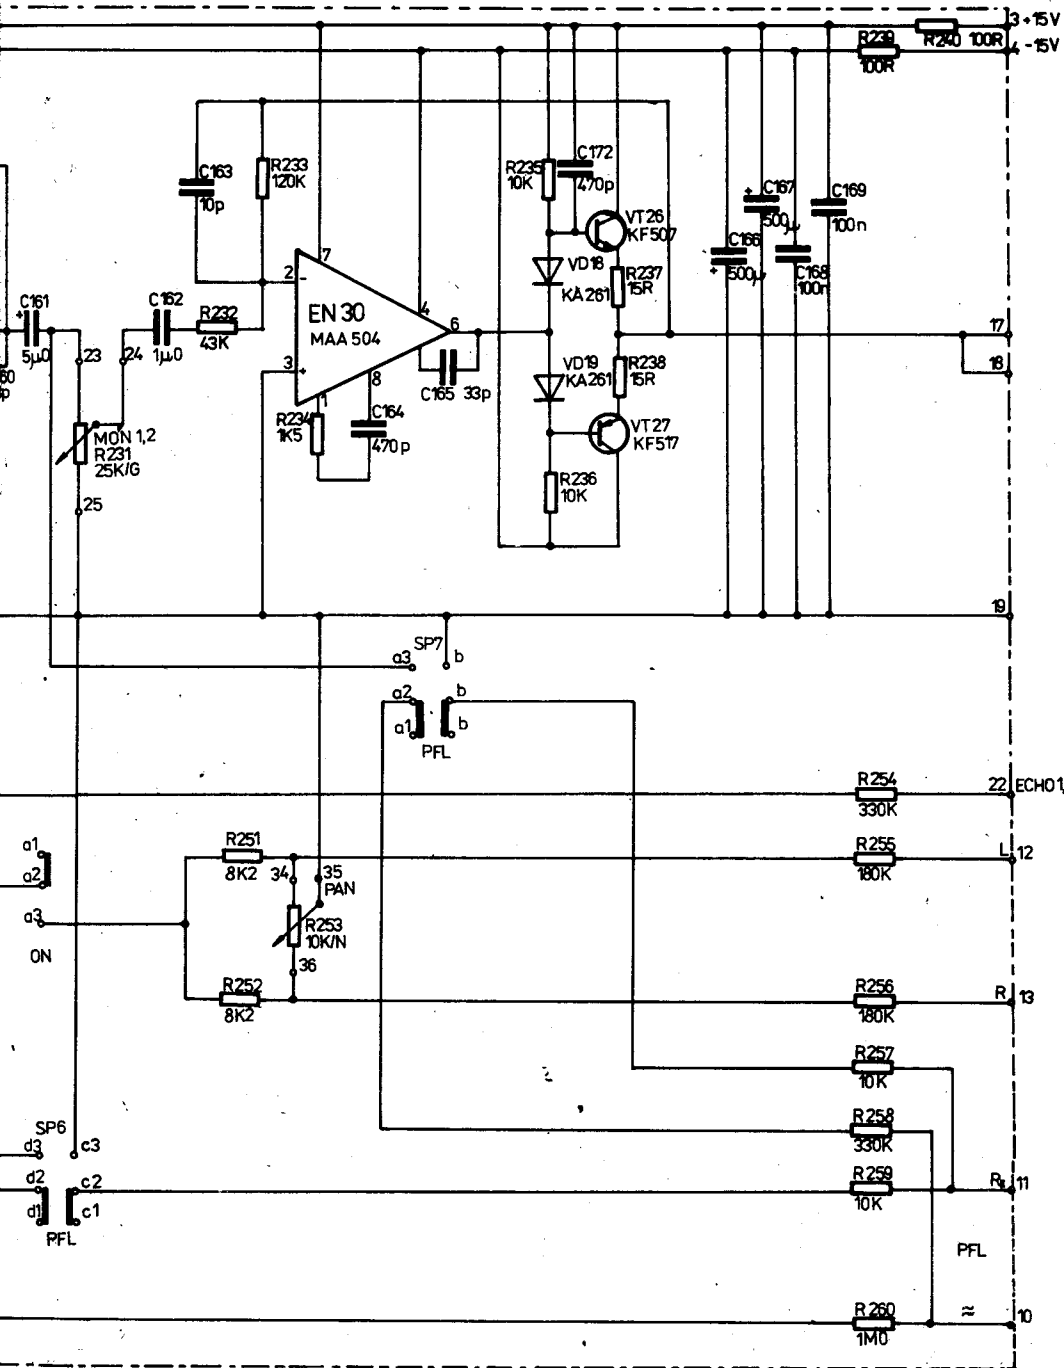 3 +15V
R240 100R
4 -15V
R239
100R
C163
10p
R233
120K
R235
10K
C172
470p
VT26
KF507
C167
500µ
C169
100n
C166
500µ
C168
100n
R237
15R
VD18
KA261
7
2
-
EN 30
MAA 504
4
6
3
+
8
1
C161
5µ0
C162
1µ0
R232
43K
23
24
C165 33p
VD19
KA261
R238
15R
17
18
60
p
MON 1,2
R231
25K/G
R234
1K5
C164
470p
VT27
KF517
25
R236
10K
19
SP7
a3
b
a2
b
a1
b
PFL
R254
330K
22 ECHO 1,
a1
a2
a3
ON
R251
8K2
34
35
PAN
R253
10K/N
36
R255
180K
L 12
R252
8K2
R256
180K
R 13
R257
10K
SP6
d3
c3
R258
330K
d2
c2
d1
c1
PFL
R259
10K
11
PFL
≈
R260
1M0
10